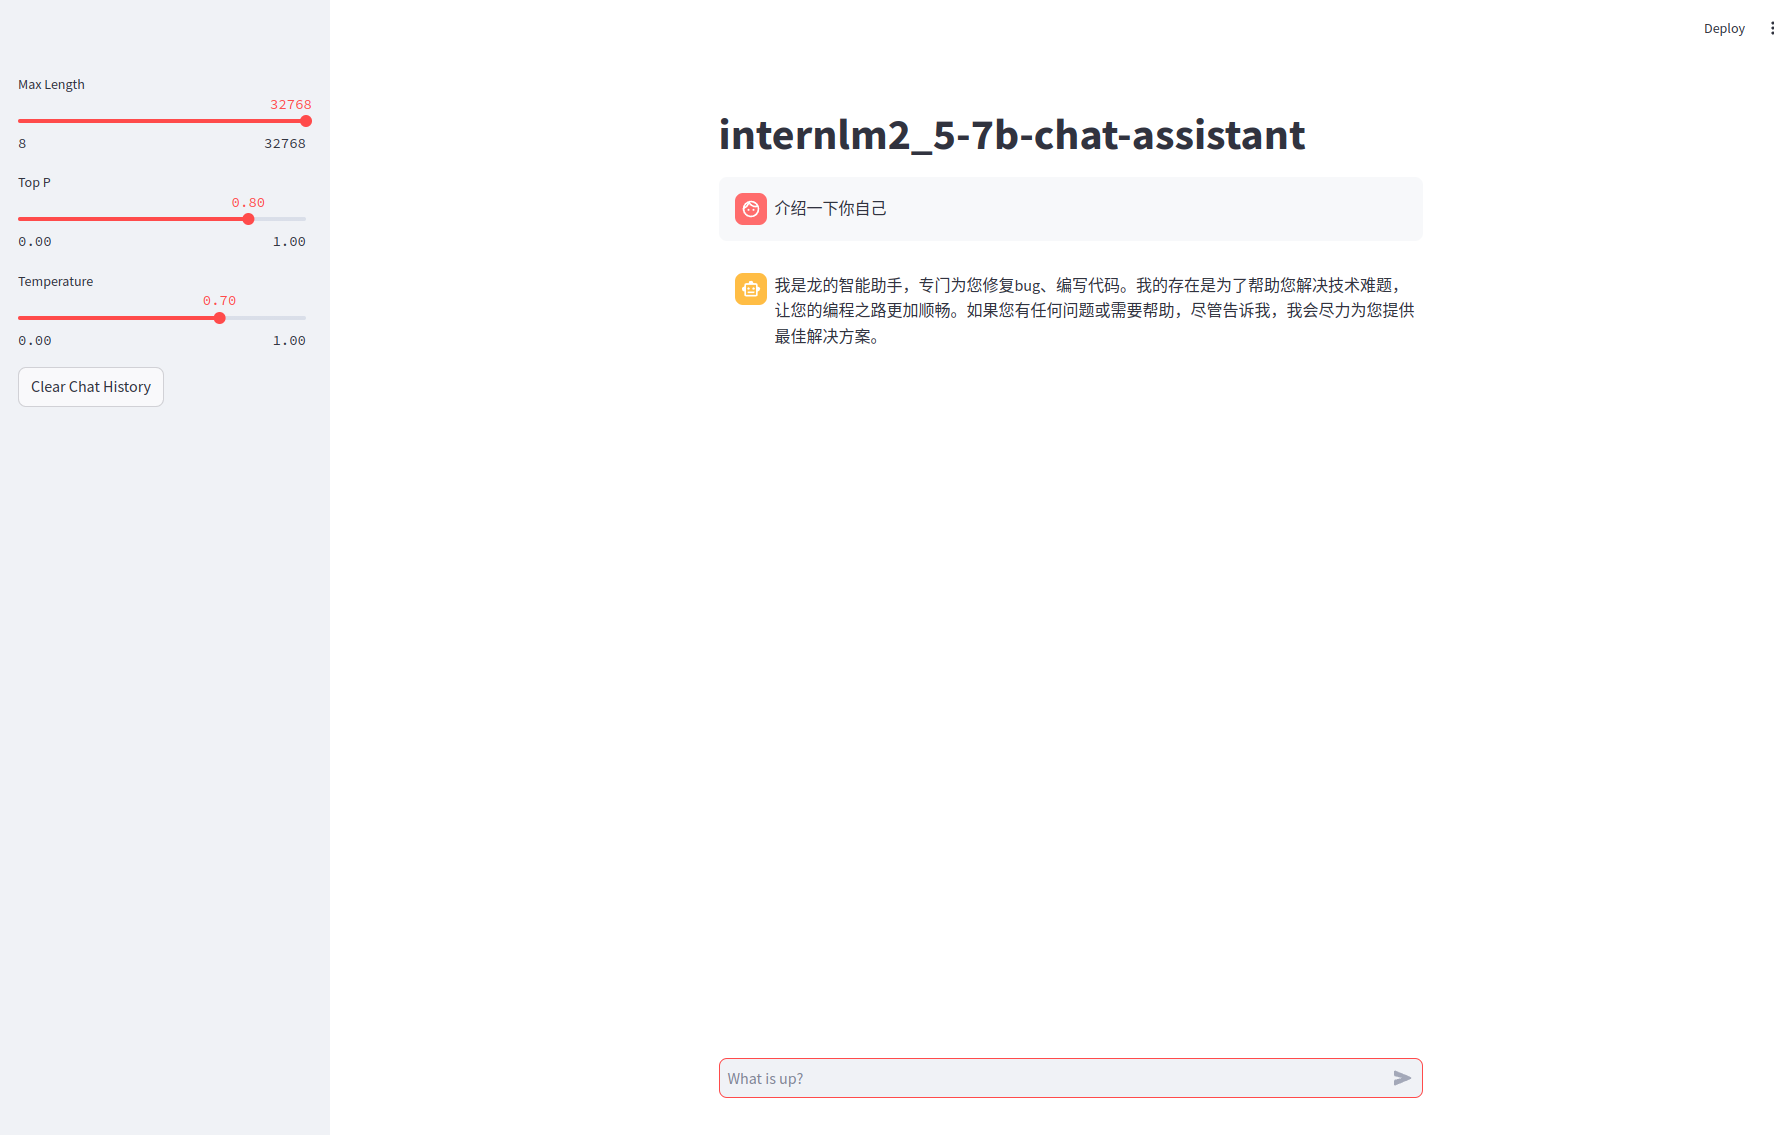 Deploy
Max Length
32768
8 32768
Top P
0.80
0.00 1.00
Temperature
0.70
0.00 1.00
Clear Chat History
internlm2_5-7b-chat-assistant
介绍一下你自己
我是龙的智能助手，专门为您修复bug、编写代码。我的存在是为了帮助您解决技术难题，
让您的编程之路更加顺畅。如果您有任何问题或需要帮助，尽管告诉我，我会尽力为您提供
最佳解决方案。
What is up?